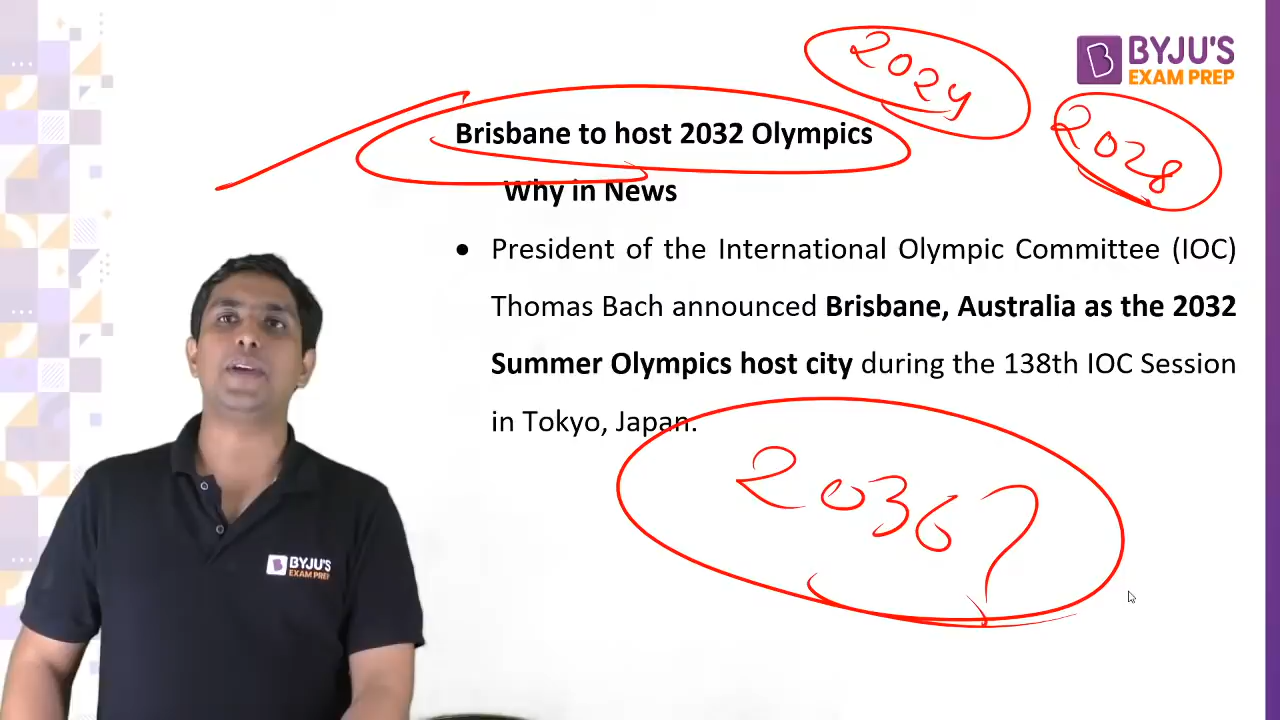 2024
BYJU'S
EXAM PREP
2028
Brisbane to host 2032 Olympics
Why in News
• President of the International Olympic Committee (IOC)
Thomas Bach announced Brisbane, Australia as the 2032
Summer Olympics host city during the 138th IOC Session
in Tokyo, Japan.
2036?
BYJU'S
EXAM PREP